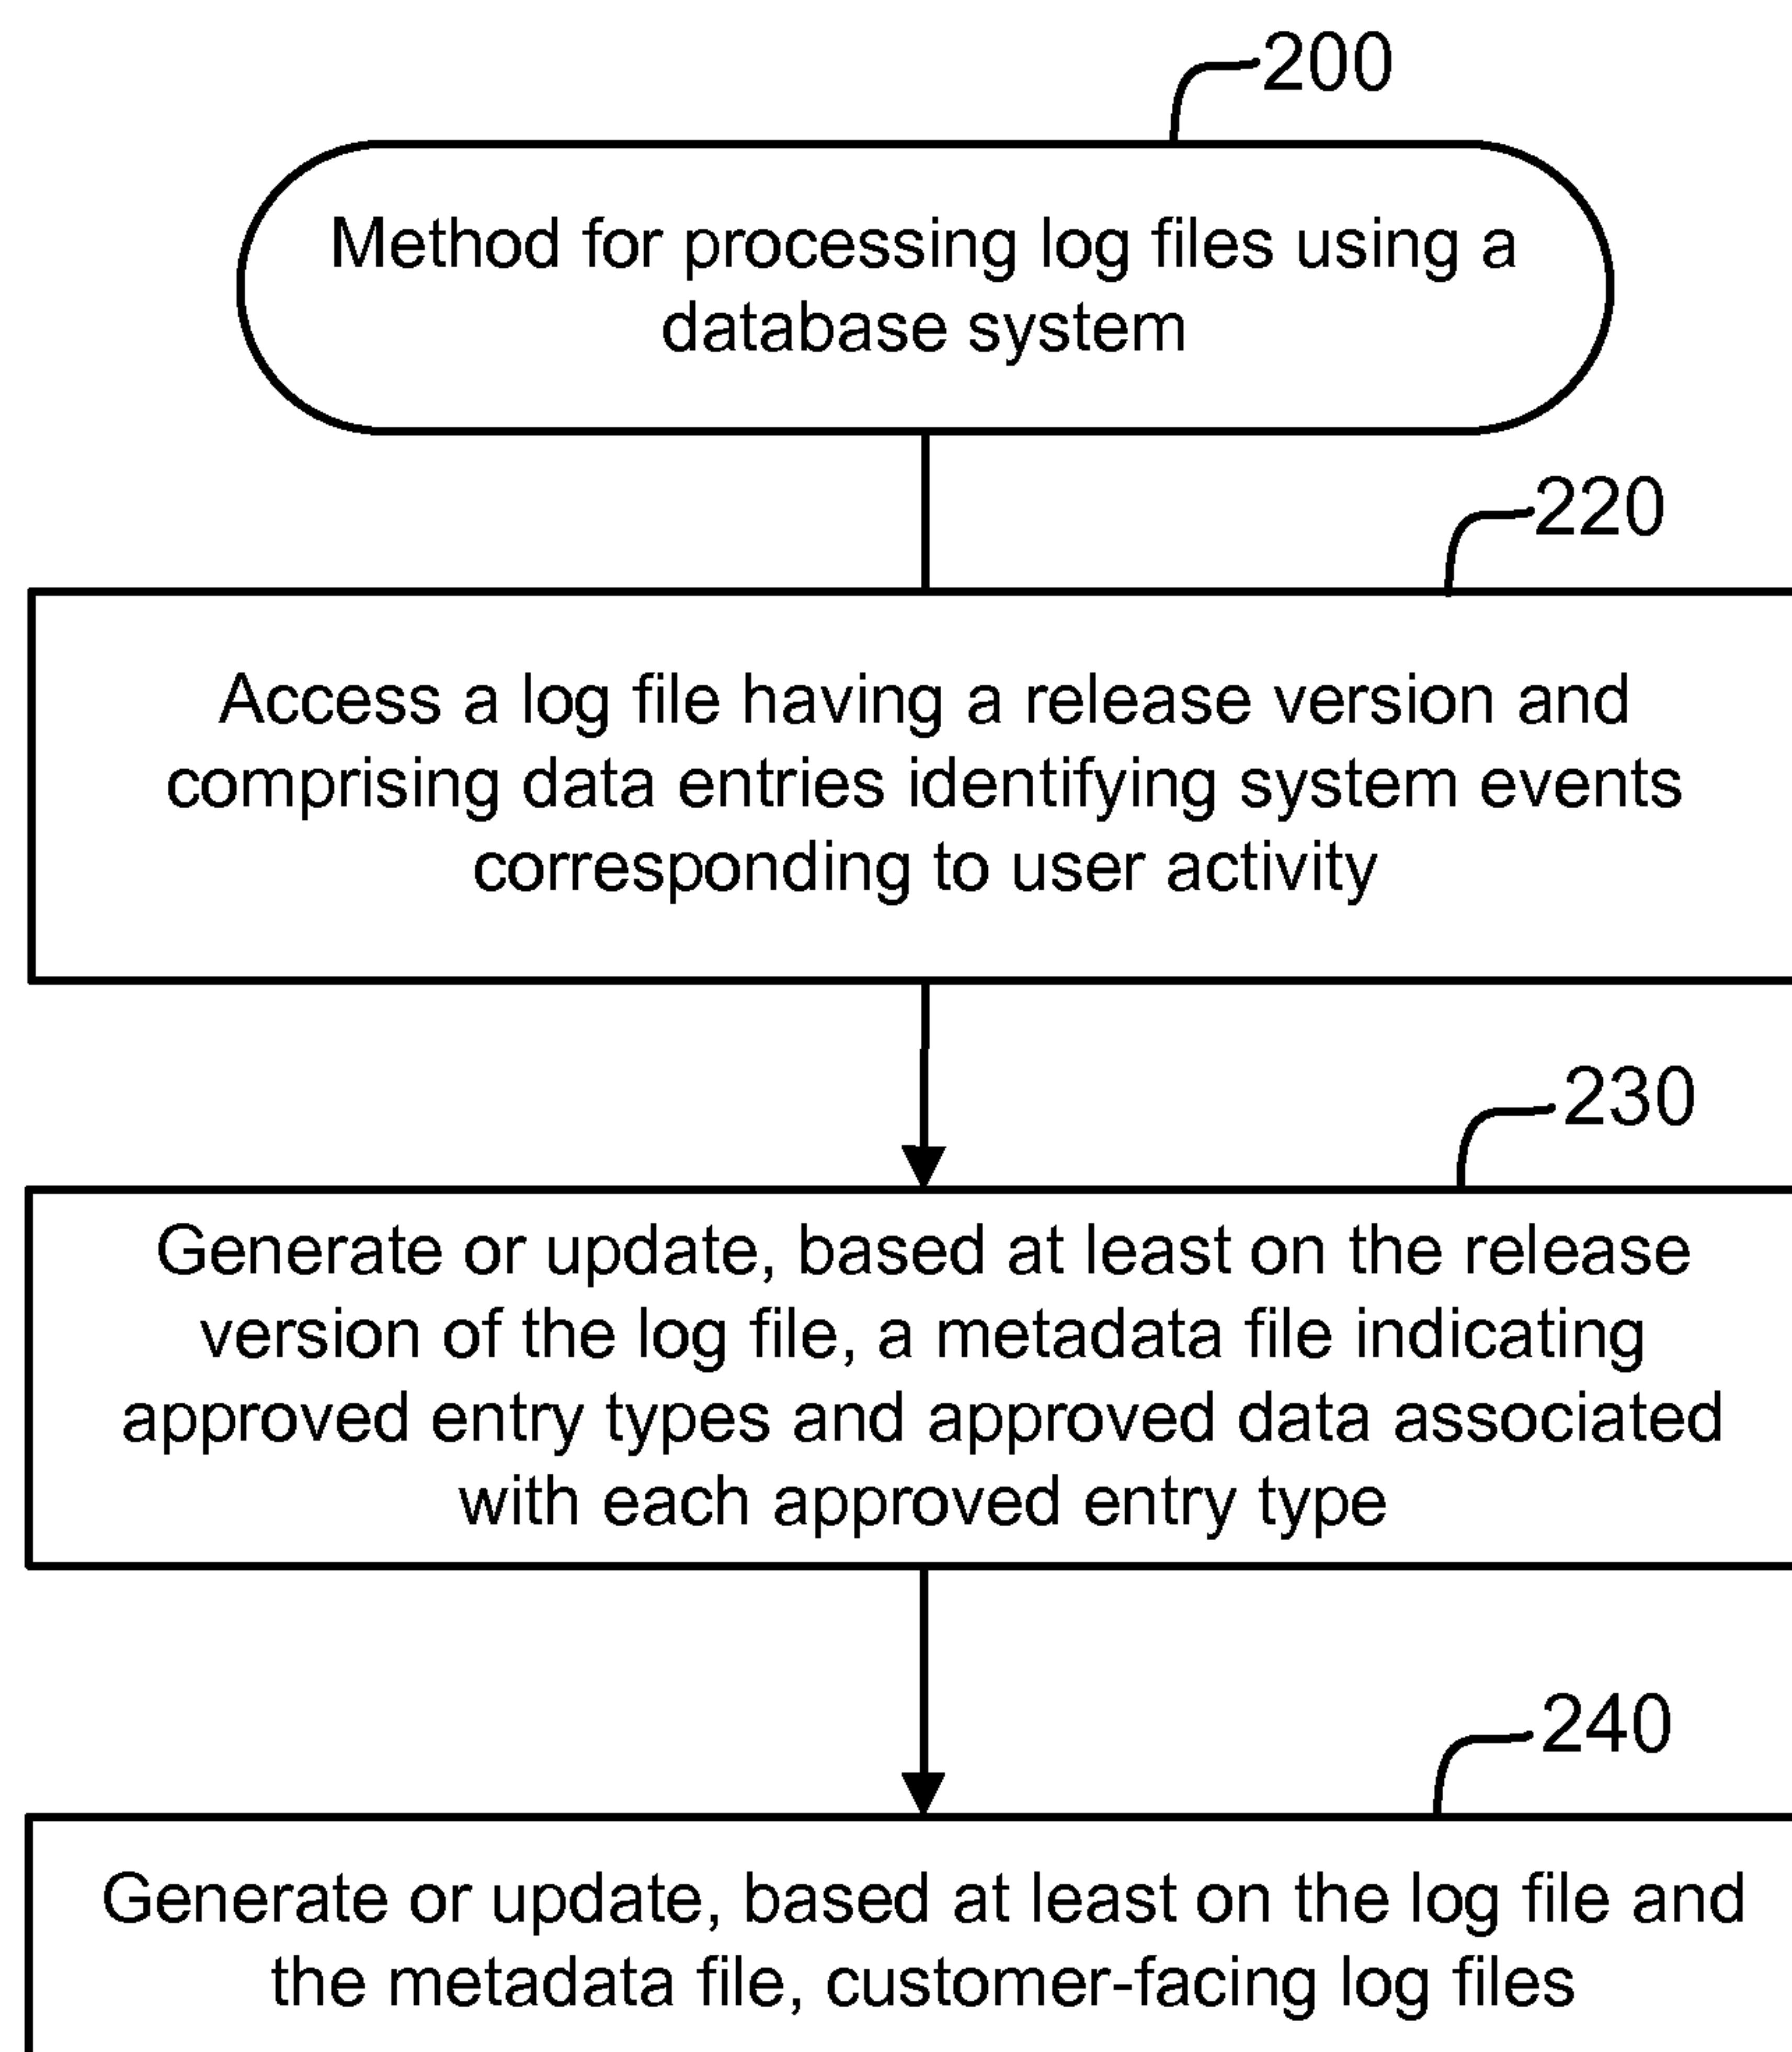 200
Method for processing log files using a
database system
220
Access a log file having a release version and
comprising data entries identifying system events
corresponding to user activity
230
Generate or update, based at least on the release
version of the log file, a metadata file indicating
approved entry types and approved data associated
with each approved entry type
240
Generate or update, based at least on the log file and
the metadata file, customer-facing log files